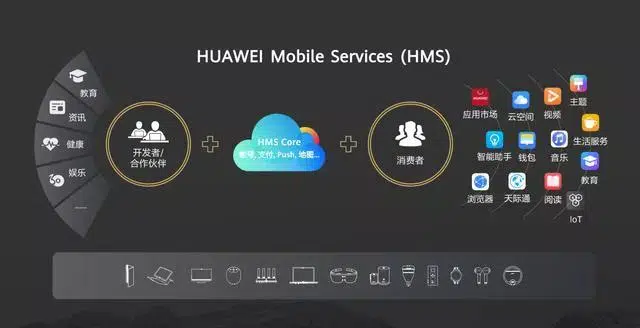 HUAWEI Mobile Services (HMS)
教育
资讯
健康
娱乐
...
开发者/
合作伙伴
HMS Core
帐号, 支付, Push, 地图...
消费者
HUAWEI
应用市场
云空间
视频
主题
智能助手
钱包
音乐
生活服务
浏览器
天际通
阅读
教育
IoT